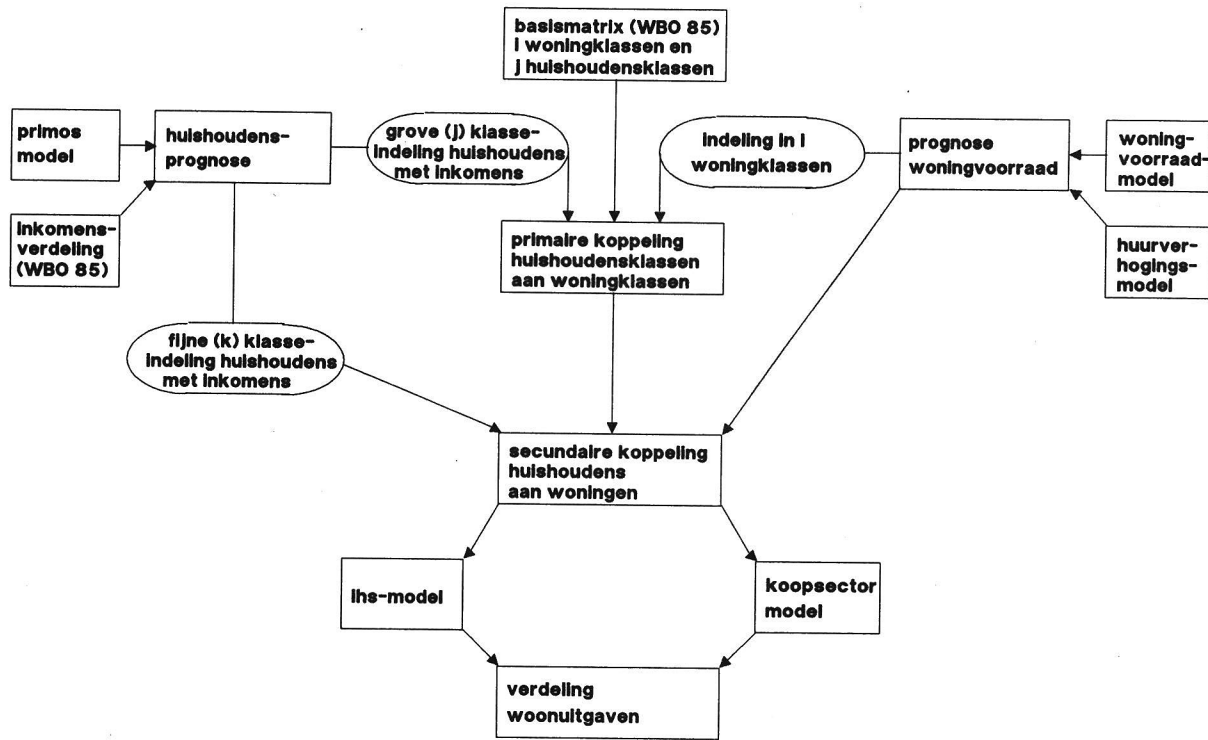 basismatrix (WBO 85)
i woningklassen en
j huishoudensklassen
primos
model
huishoudens-
prognose
grove (j) klasse-
indeling huishoudens
met inkomens
indeling in i
woningklassen
prognose
woningvoorraad
woning-
voorraad-
model
inkomens-
verdeling
(WBO 85)
primaire koppeling
huishoudensklassen
aan woningklassen
huurver-
hogings-
model
fijne (k) klasse-
indeling huishoudens
met inkomens
secundaire koppeling
huishoudens
aan woningen
ihs-model
koopsector
model
verdeling
woonuitgaven